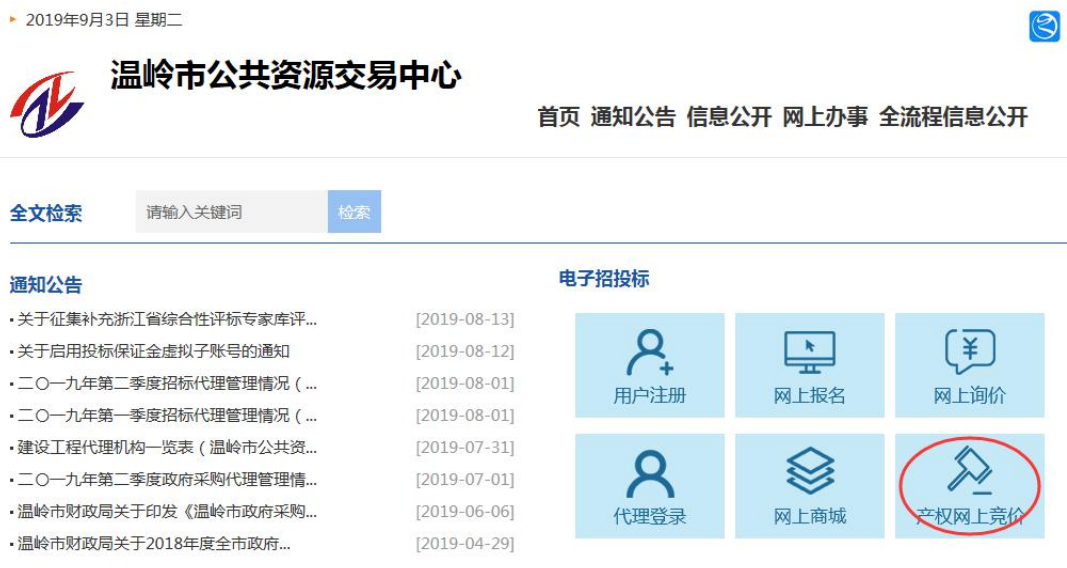 2019年9月3日 星期二
温岭市公共资源交易中心
首页 通知公告 信息公开 网上办事 全流程信息公开
全文检索 请输入关键词 检索
通知公告
关于征集补充浙江省综合性评标专家库评... [2019-08-13]
关于启用投标保证金虚拟子账号的通知 [2019-08-12]
二〇一九年第二季度招标代理管理情况（... [2019-08-01]
二〇一九年第一季度招标代理管理情况（... [2019-08-01]
建设工程代理机构一览表（温岭市公共资... [2019-07-31]
二〇一九年第二季度政府采购代理管理情... [2019-07-01]
温岭市财政局关于印发《温岭市政府采购... [2019-06-06]
温岭市财政局关于2018年度全市政府... [2019-04-29]
电子招投标
用户注册 网上报名 网上询价
代理登录 网上商城 产权网上竞价